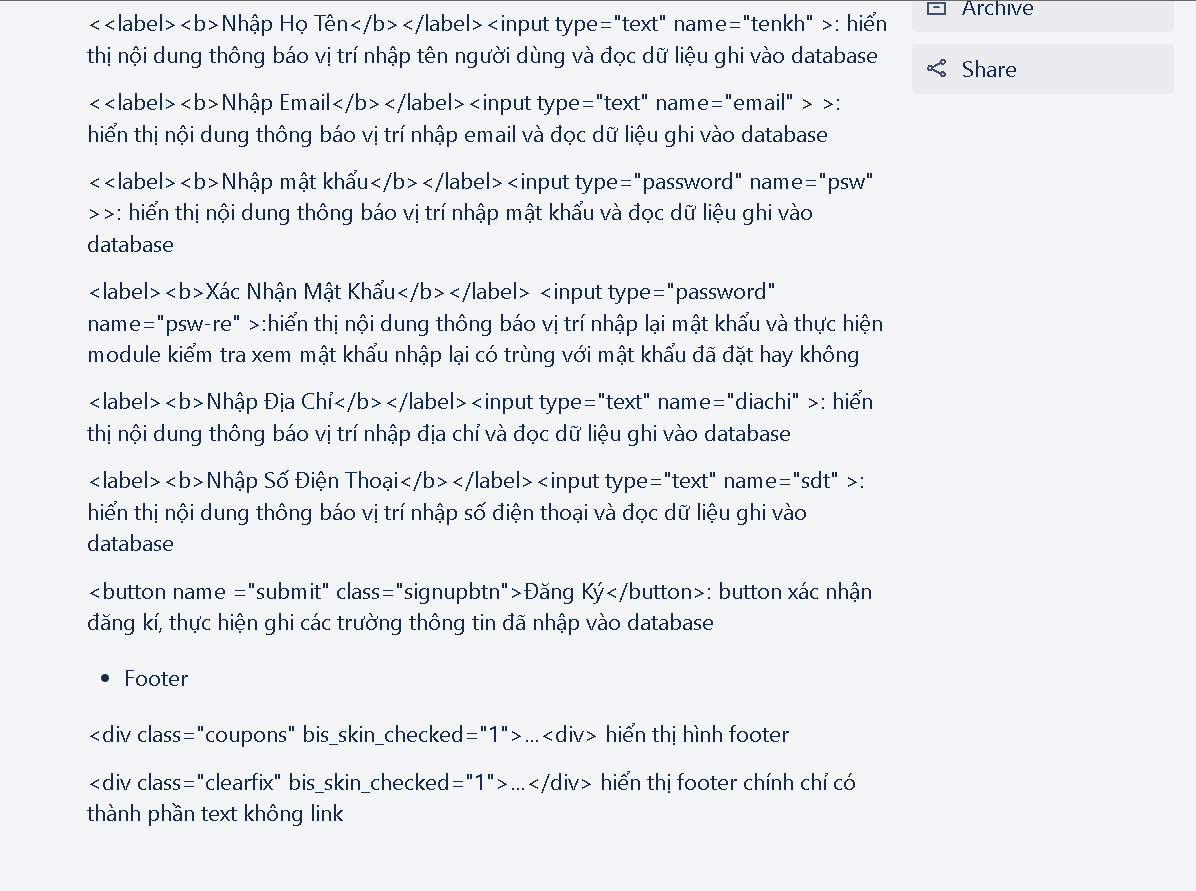 <<label><b>Nhập Họ Tên</b></label><input type="text" name="tenkh" >: hiển
thị nội dung thông báo vị trí nhập tên người dùng và đọc dữ liệu ghi vào database
<<label><b>Nhập Email</b></label><input type="text" name="email" > >:
hiển thị nội dung thông báo vị trí nhập email và đọc dữ liệu ghi vào database
<<label><b>Nhập mật khẩu</b></label><input type="password" name="psw"
>>: hiển thị nội dung thông báo vị trí nhập mật khẩu và đọc dữ liệu ghi vào
database
<label><b>Xác Nhận Mật Khẩu</b></label> <input type="password"
name="psw-re" >:hiển thị nội dung thông báo vị trí nhập lại mật khẩu và thực hiện
module kiểm tra xem mật khẩu nhập lại có trùng với mật khẩu đã đặt hay không
<label><b>Nhập Địa Chỉ</b></label><input type="text" name="diachi" >: hiển
thị nội dung thông báo vị trí nhập địa chỉ và đọc dữ liệu ghi vào database
<label><b>Nhập Số Điện Thoại</b></label><input type="text" name="sdt" >:
hiển thị nội dung thông báo vị trí nhập số điện thoại và đọc dữ liệu ghi vào
database
<button name ="submit" class="signupbtn">Đăng Ký</button>: button xác nhận
đăng kí, thực hiện ghi các trường thông tin đã nhập vào database
• Footer
<div class="coupons" bis_skin_checked="1">...<div> hiển thị hình footer
<div class="clearfix" bis_skin_checked="1">...</div> hiển thị footer chính chỉ có
thành phần text không link
Archive
Share